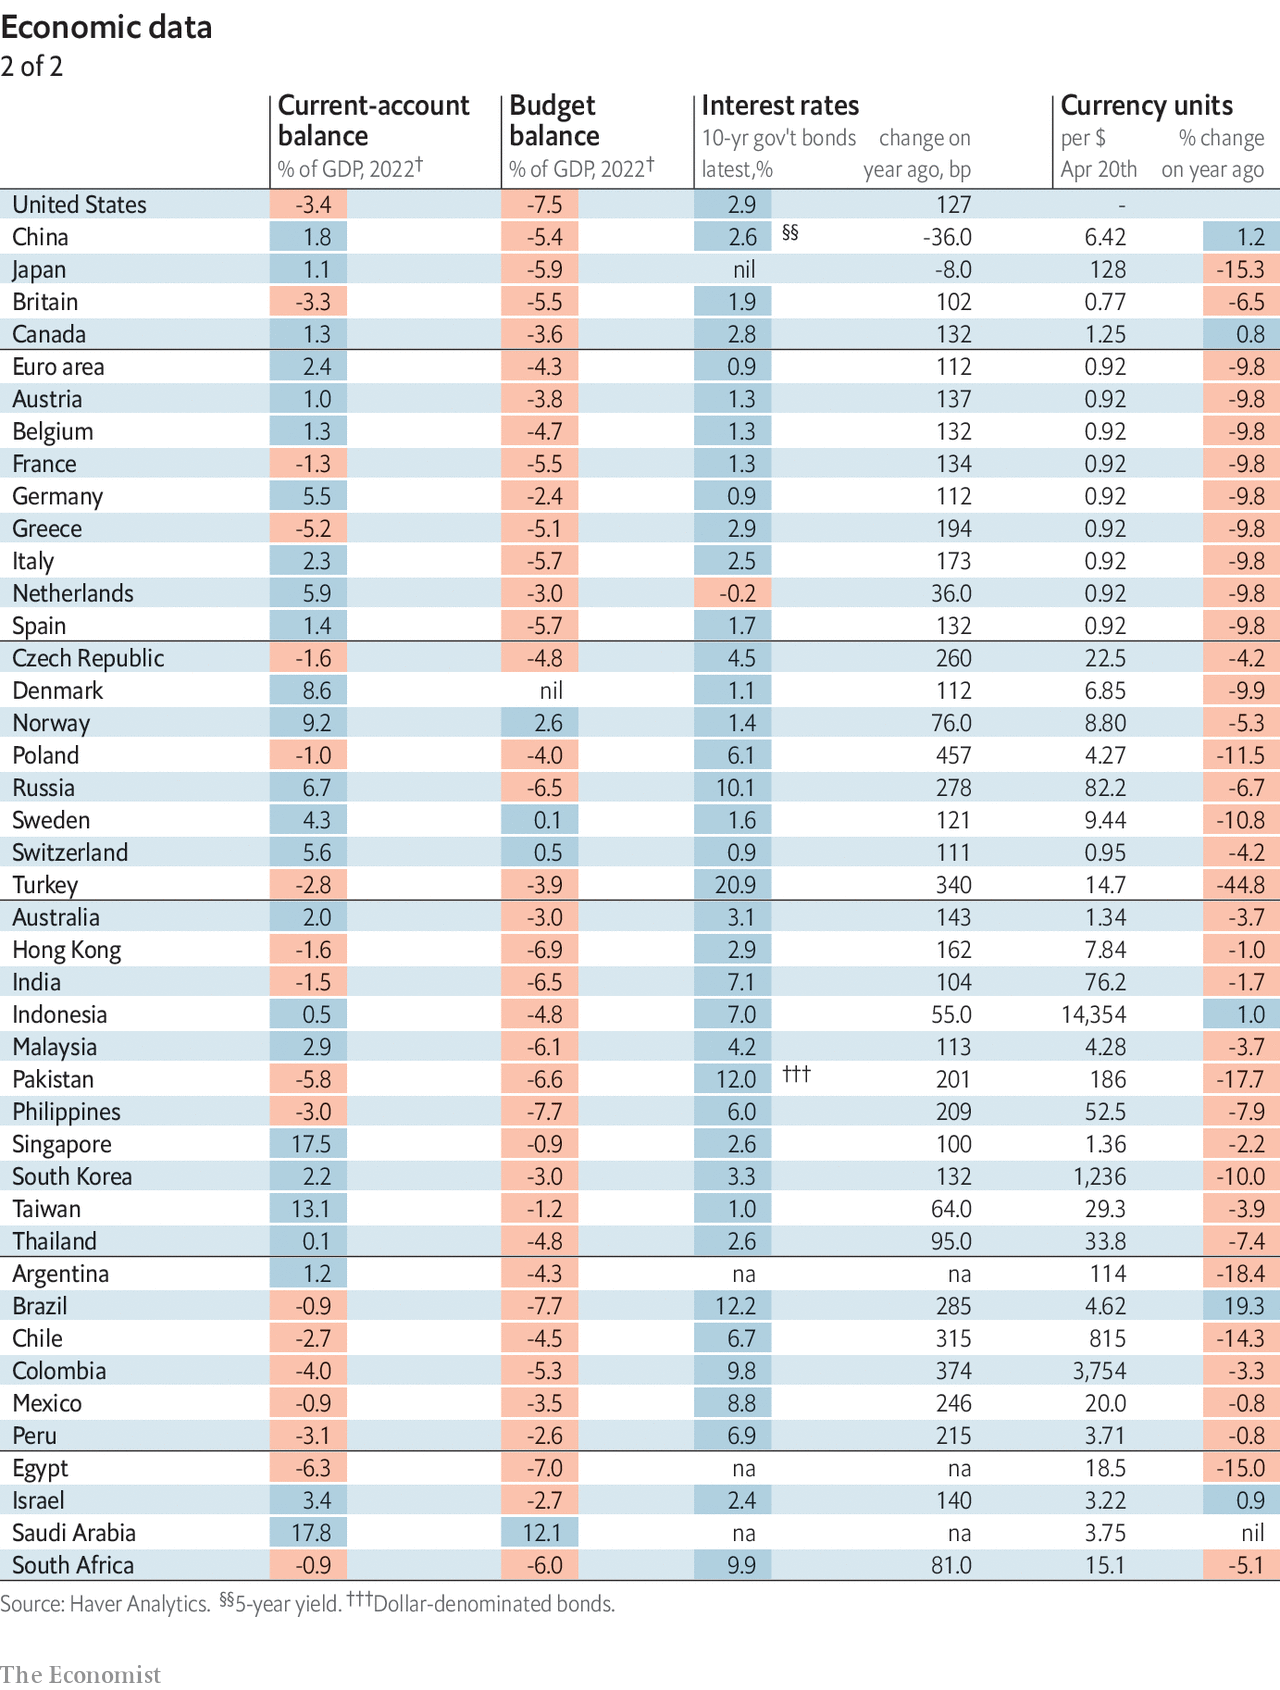 Economic data
2 of 2
Current-account balance % of GDP, 2022† Budget balance % of GDP, 2022† Interest rates 10-yr gov't bonds latest,% change on year ago, bp Currency units per $ Apr 20th % change on year ago
United States -3.4 -7.5 2.9 127 -
China 1.8 -5.4 2.6 §§ -36.0 6.42 1.2
Japan 1.1 -5.9 nil -8.0 128 -15.3
Britain -3.3 -5.5 1.9 102 0.77 -6.5
Canada 1.3 -3.6 2.8 132 1.25 0.8
Euro area 2.4 -4.3 0.9 112 0.92 -9.8
Austria 1.0 -3.8 1.3 137 0.92 -9.8
Belgium 1.3 -4.7 1.3 132 0.92 -9.8
France -1.3 -5.5 1.3 134 0.92 -9.8
Germany 5.5 -2.4 0.9 112 0.92 -9.8
Greece -5.2 -5.1 2.9 194 0.92 -9.8
Italy 2.3 -5.7 2.5 173 0.92 -9.8
Netherlands 5.9 -3.0 -0.2 36.0 0.92 -9.8
Spain 1.4 -5.7 1.7 132 0.92 -9.8
Czech Republic -1.6 -4.8 4.5 260 22.5 -4.2
Denmark 8.6 nil 1.1 112 6.85 -9.9
Norway 9.2 2.6 1.4 76.0 8.80 -5.3
Poland -1.0 -4.0 6.1 457 4.27 -11.5
Russia 6.7 -6.5 10.1 278 82.2 -6.7
Sweden 4.3 0.1 1.6 121 9.44 -10.8
Switzerland 5.6 0.5 0.9 111 0.95 -4.2
Turkey -2.8 -3.9 20.9 340 14.7 -44.8
Australia 2.0 -3.0 3.1 143 1.34 -3.7
Hong Kong -1.6 -6.9 2.9 162 7.84 -1.0
India -1.5 -6.5 7.1 104 76.2 -1.7
Indonesia 0.5 -4.8 7.0 55.0 14,354 1.0
Malaysia 2.9 -6.1 4.2 113 4.28 -3.7
Pakistan -5.8 -6.6 12.0 ††† 201 186 -17.7
Philippines -3.0 -7.7 6.0 209 52.5 -7.9
Singapore 17.5 -0.9 2.6 100 1.36 -2.2
South Korea 2.2 -3.0 3.3 132 1,236 -10.0
Taiwan 13.1 -1.2 1.0 64.0 29.3 -3.9
Thailand 0.1 -4.8 2.6 95.0 33.8 -7.4
Argentina 1.2 -4.3 na na 114 -18.4
Brazil -0.9 -7.7 12.2 285 4.62 19.3
Chile -2.7 -4.5 6.7 315 815 -14.3
Colombia -4.0 -5.3 9.8 374 3,754 -3.3
Mexico -0.9 -3.5 8.8 246 20.0 -0.8
Peru -3.1 -2.6 6.9 215 3.71 -0.8
Egypt -6.3 -7.0 na na 18.5 -15.0
Israel 3.4 -2.7 2.4 140 3.22 0.9
Saudi Arabia 17.8 12.1 na na 3.75 nil
South Africa -0.9 -6.0 9.9 81.0 15.1 -5.1
Source: Haver Analytics. §§5-year yield. †††Dollar-denominated bonds.
The Economist